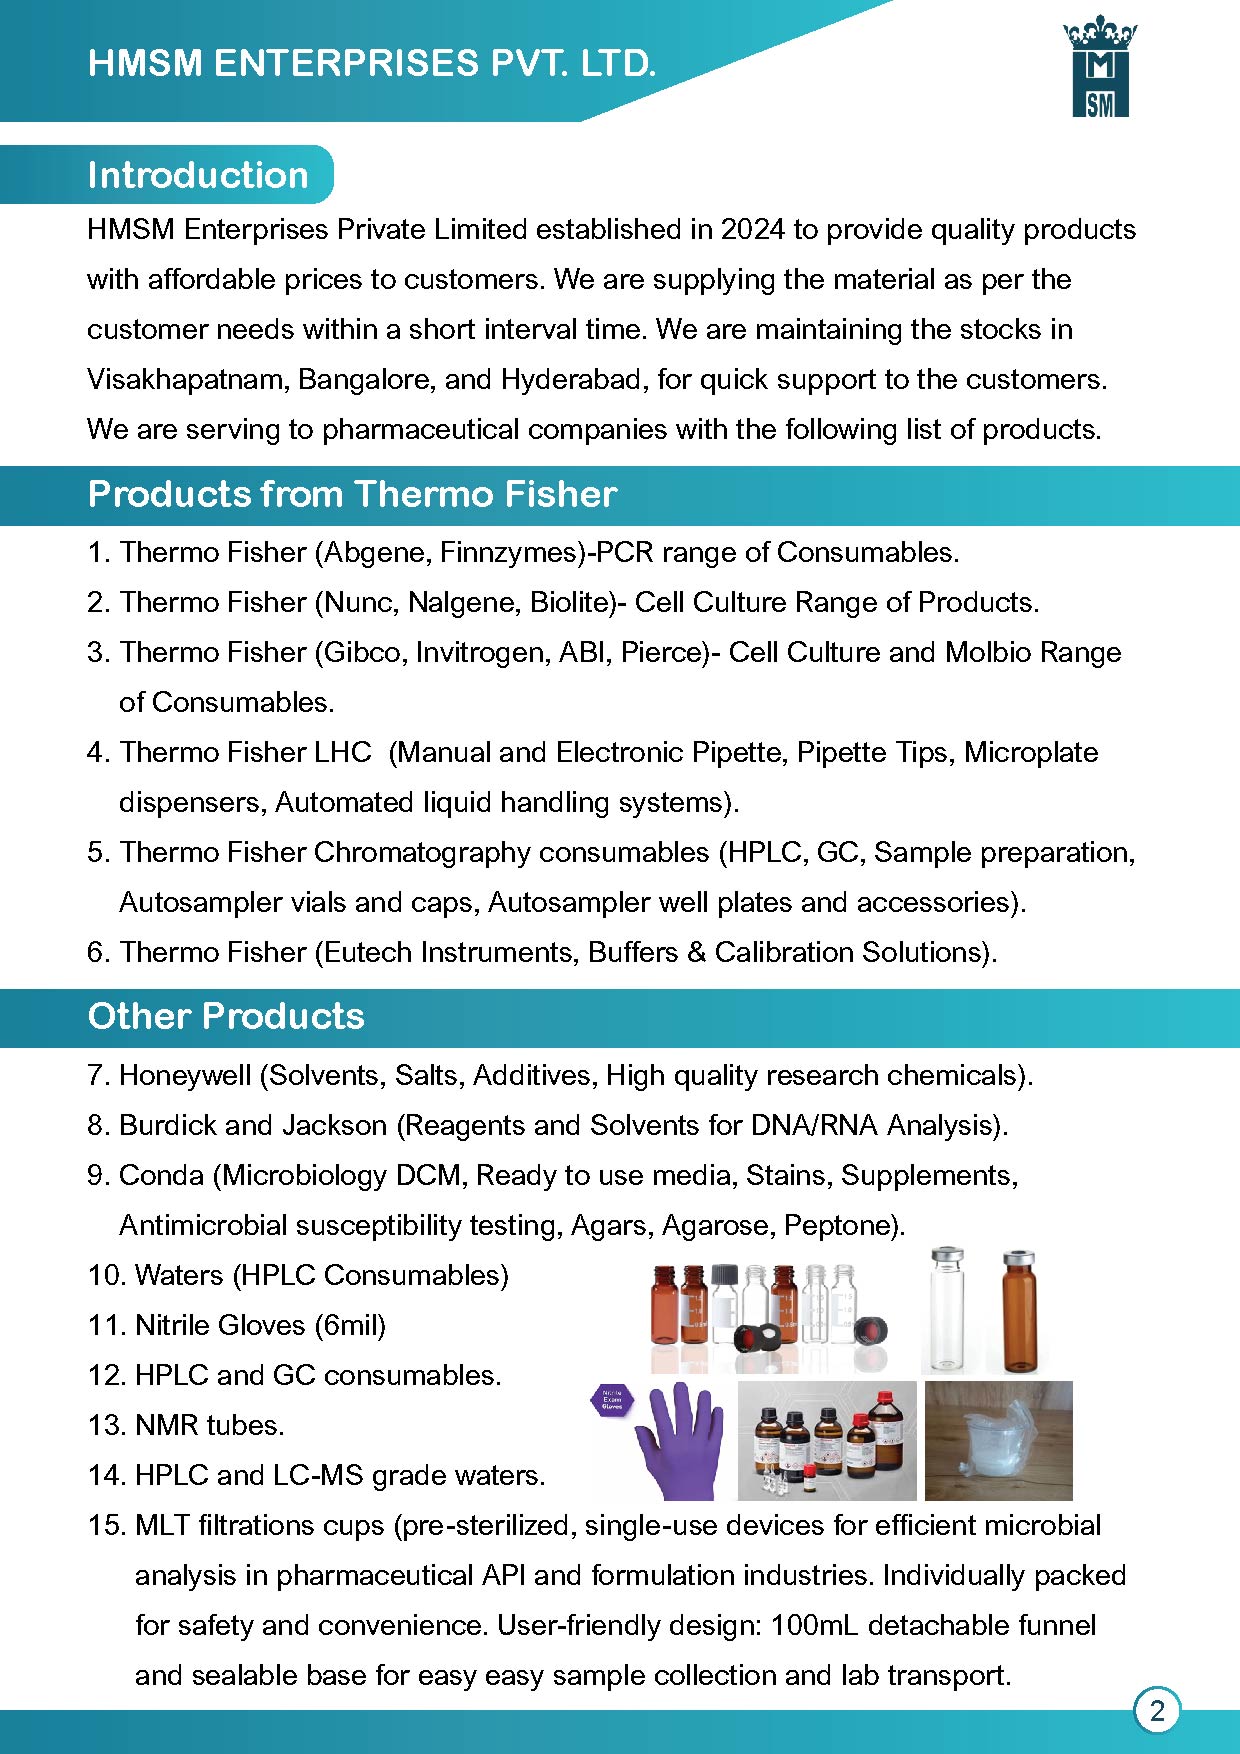 HMSM ENTERPRISES PVT. LTD.
M
SM
Introduction
HMSM Enterprises Private Limited established in 2024 to provide quality products
with affordable prices to customers. We are supplying the material as per the
customer needs within a short interval time. We are maintaining the stocks in
Visakhapatnam, Bangalore, and Hyderabad, for quick support to the customers.
We are serving to pharmaceutical companies with the following list of products.
Products from Thermo Fisher
1. Thermo Fisher (Abgene, Finnzymes)-PCR range of Consumables.
2. Thermo Fisher (Nunc, Nalgene, Biolite)- Cell Culture Range of Products.
3. Thermo Fisher (Gibco, Invitrogen, ABI, Pierce)- Cell Culture and Molbio Range
of Consumables.
4. Thermo Fisher LHC (Manual and Electronic Pipette, Pipette Tips, Microplate
dispensers, Automated liquid handling systems).
5. Thermo Fisher Chromatography consumables (HPLC, GC, Sample preparation,
Autosampler vials and caps, Autosampler well plates and accessories).
6. Thermo Fisher (Eutech Instruments, Buffers & Calibration Solutions).
Other Products
7. Honeywell (Solvents, Salts, Additives, High quality research chemicals).
8. Burdick and Jackson (Reagents and Solvents for DNA/RNA Analysis).
9. Conda (Microbiology DCM, Ready to use media, Stains, Supplements,
Antimicrobial susceptibility testing, Agars, Agarose, Peptone).
10. Waters (HPLC Consumables)
11. Nitrile Gloves (6mil)
12. HPLC and GC consumables.
13. NMR tubes.
14. HPLC and LC-MS grade waters.
Nitrile
Exam
Gloves
15. MLT filtrations cups (pre-sterilized, single-use devices for efficient microbial
analysis in pharmaceutical API and formulation industries. Individually packed
for safety and convenience. User-friendly design: 100mL detachable funnel
and sealable base for easy easy sample collection and lab transport.
2